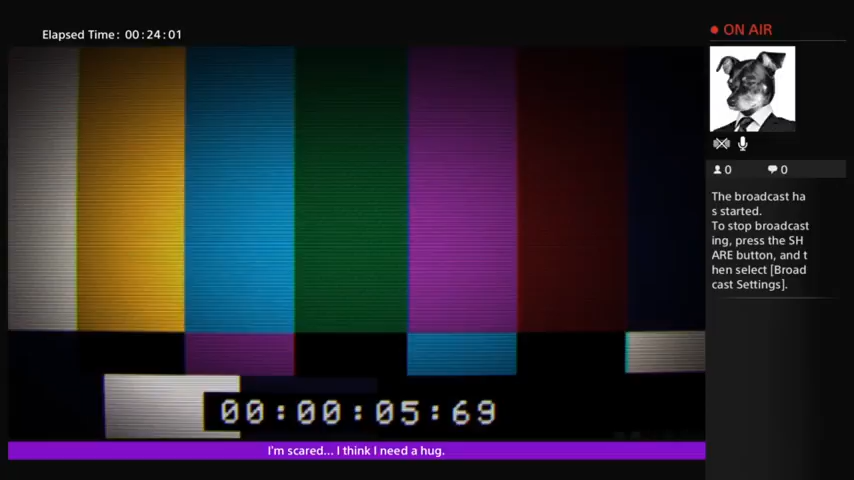 Elapsed Time: 00:24:01
ON AIR
0 0
The broadcast ha
s started.
To stop broadcast
ing, press the SH
ARE button, and t
hen select [Broad
cast Settings].
00:00:05:69
I'm scared... I think I need a hug.